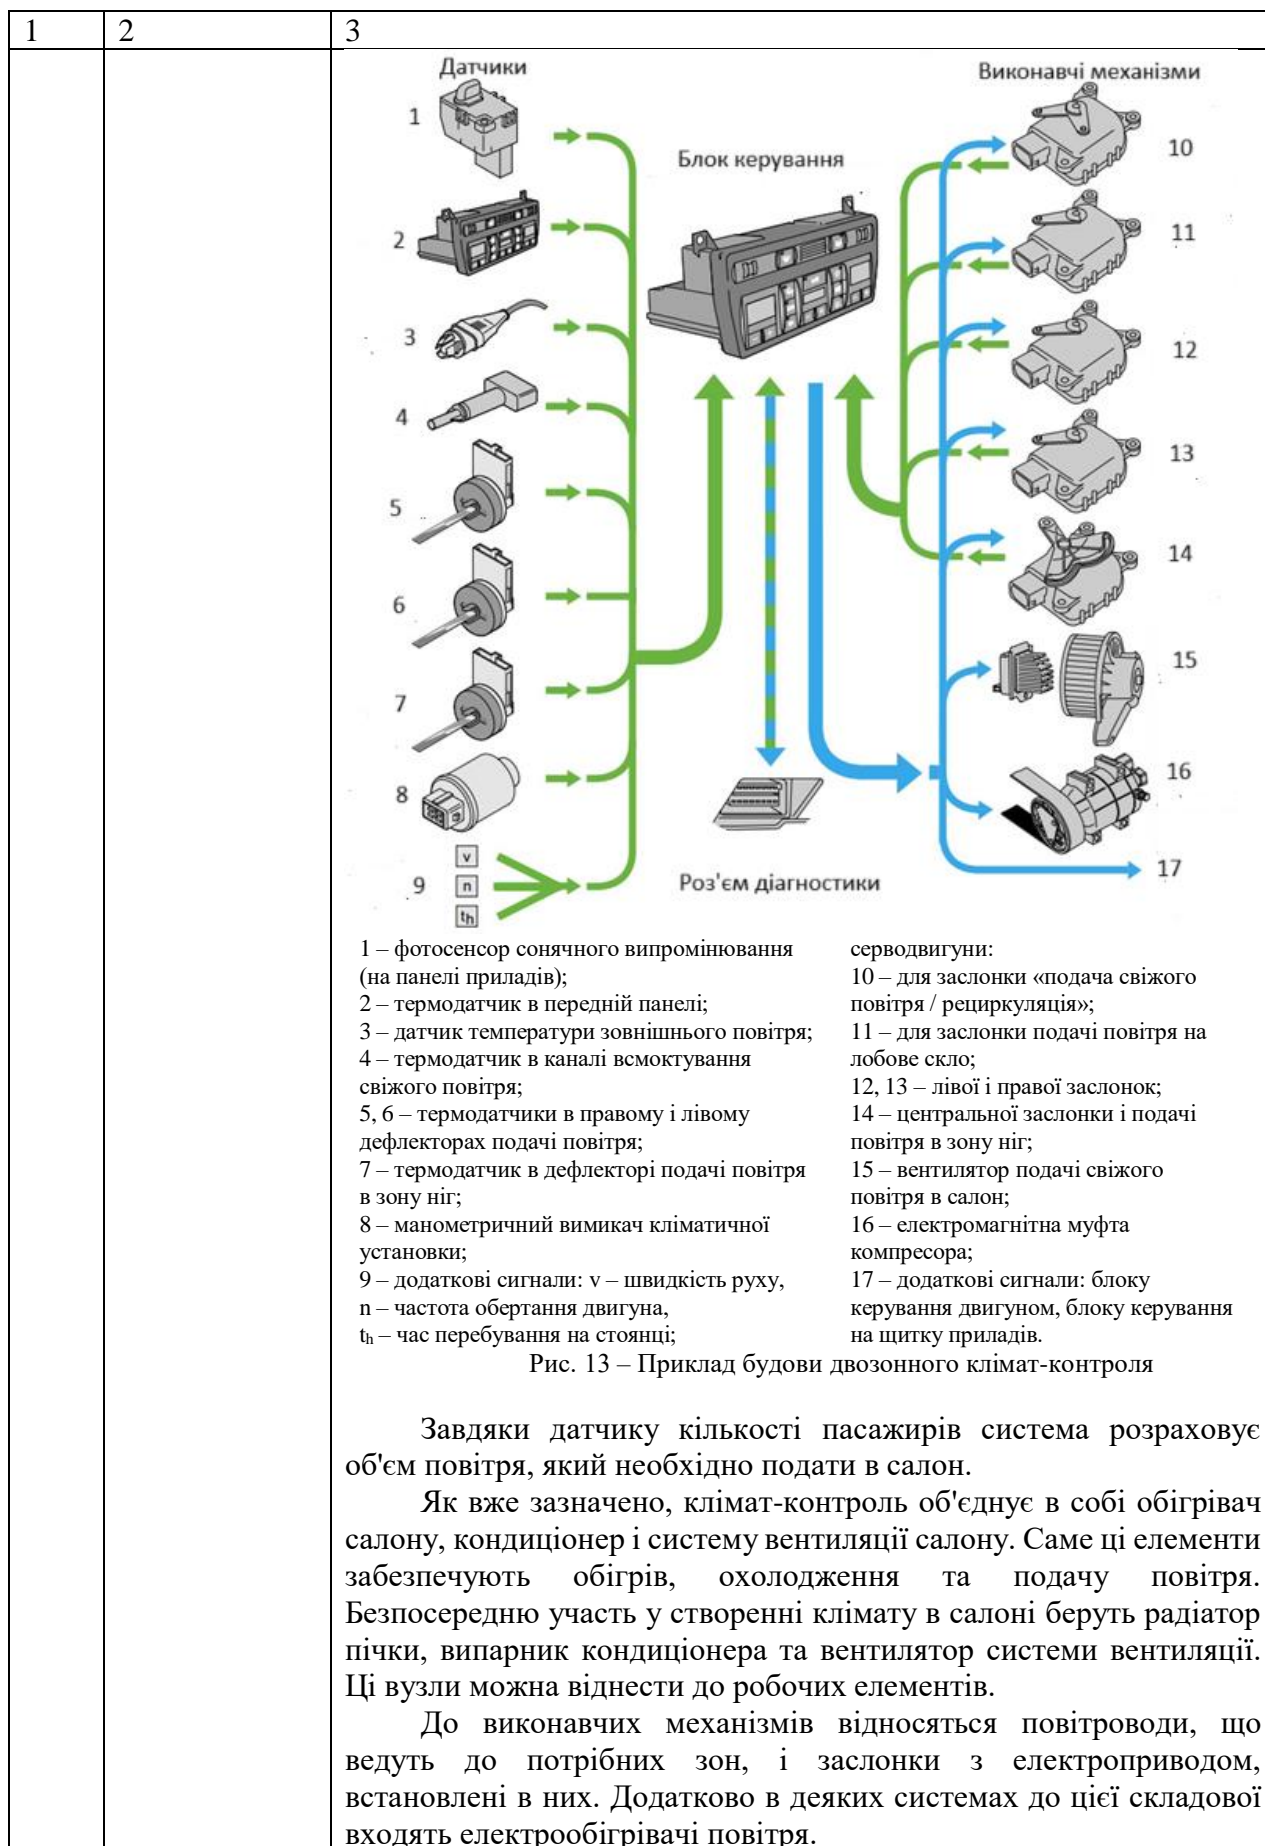 1 2 3
Датчики
Виконавчі механізми
Блок керування
1
2
3
4
5
6
7
8
9
v
n
th
10
11
12
13
14
15
16
17
Роз'єм діагностики
1 – фотосенсор сонячного випромінювання
(на панелі приладів);
2 – термодатчик в передній панелі;
3 – датчик температури зовнішнього повітря;
4 – термодатчик в каналі всмоктування
свіжого повітря;
5, 6 – термодатчики в правому і лівому
дефлекторах подачі повітря;
7 – термодатчик в дефлекторі подачі повітря
в зону ніг;
8 – манометричний вимикач кліматичної
установки;
9 – додаткові сигнали: v – швидкість руху,
n – частота обертання двигуна,
th – час перебування на стоянці;
серводвигуни:
10 – для заслонки «подача свіжого
повітря / рециркуляція»;
11 – для заслонки подачі повітря на
лобове скло;
12, 13 – лівої і правої заслонок;
14 – центральної заслонки і подачі
повітря в зону ніг;
15 – вентилятор подачі свіжого
повітря в салон;
16 – електромагнітна муфта
компресора;
17 – додаткові сигнали: блоку
керування двигуном, блоку керування
на щитку приладів.
Рис. 13 – Приклад будови двозонного клімат-контроля
Завдяки датчику кількості пасажирів система розраховує
об'єм повітря, який необхідно подати в салон.
Як вже зазначено, клімат-контроль об'єднує в собі обігрівач
салону, кондиціонер і систему вентиляції салону. Саме ці елементи
забезпечують обігрів, охолодження та подачу повітря.
Безпосередню участь у створенні клімату в салоні беруть радіатор
пічки, випарник кондиціонера та вентилятор системи вентиляції.
Ці вузли можна віднести до робочих елементів.
До виконавчих механізмів відносяться повітроводи, що
ведуть до потрібних зон, і заслонки з електроприводом,
встановлені в них. Додатково в деяких системах до цієї складової
входять електрообігрівачі повітря.